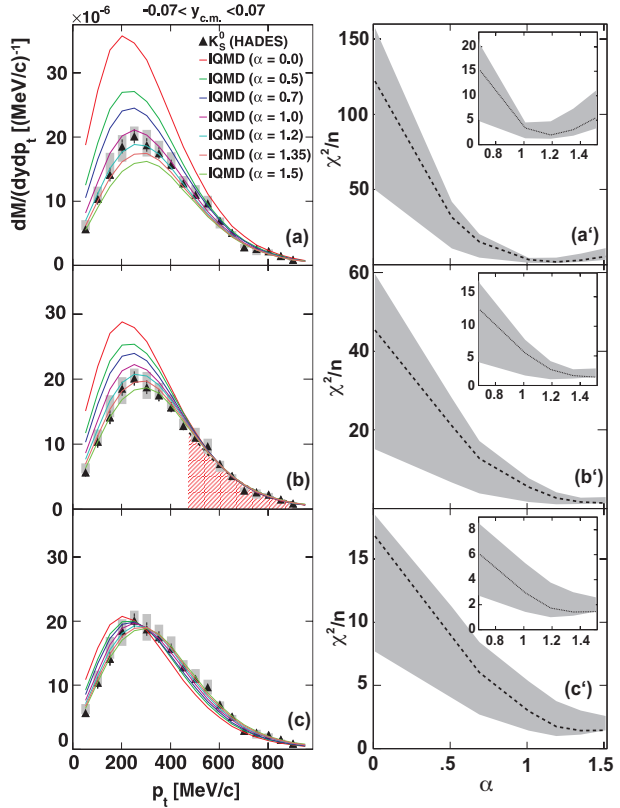 -0.07< y c.m. <0.07
×10⁻⁶
dM/(dydpₜ) [(MeV/c)⁻¹]
30
20
10
0
K⁰S (HADES)
IQMD (α = 0.0)
IQMD (α = 0.5)
IQMD (α = 0.7)
IQMD (α = 1.0)
IQMD (α = 1.2)
IQMD (α = 1.35)
IQMD (α = 1.5)
(a)
χ²/n
150
100
50
20
15
10
5
0
0.8
1
1.2
1.4
(a')
30
20
10
0
(b)
χ²/n
60
40
20
15
10
5
0
0.8
1
1.2
1.4
(b')
30
20
10
0
(c)
0
200
400
600
800
pₜ [MeV/c]
χ²/n
15
10
5
0
8
6
4
2
0
0.8
1
1.2
1.4
(c')
0
.5
1
1.5
α